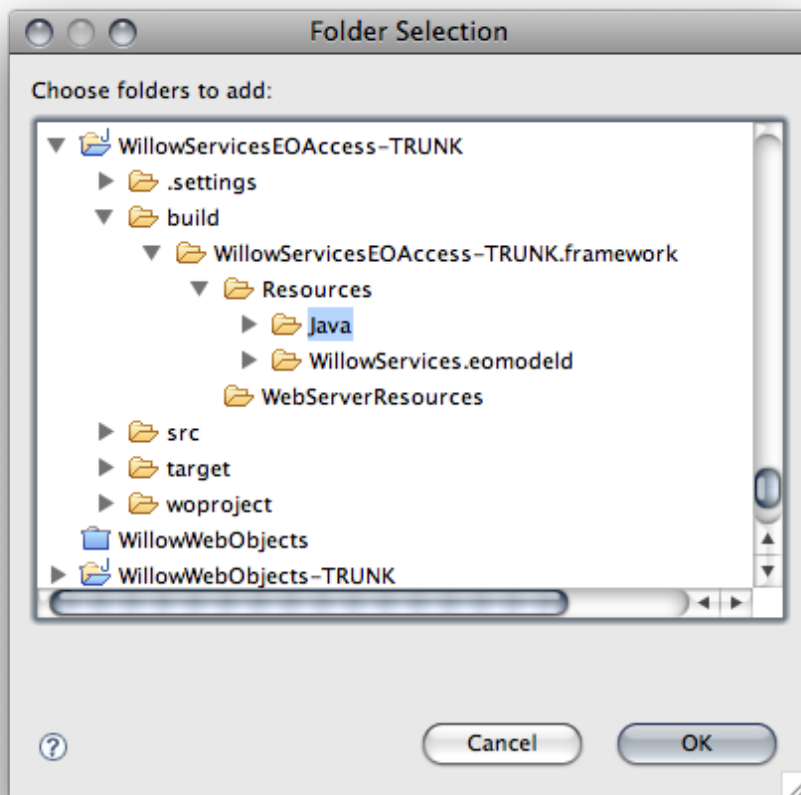 Folder Selection
Choose folders to add:
WillowServicesEOAccess-TRUNK
.settings
build
WillowServicesEOAccess-TRUNK.framework
Resources
Java
WillowServices.eomodeld
WebServerResources
src
target
woproject
WillowWebObjects
WillowWebObjects-TRUNK
? Cancel OK